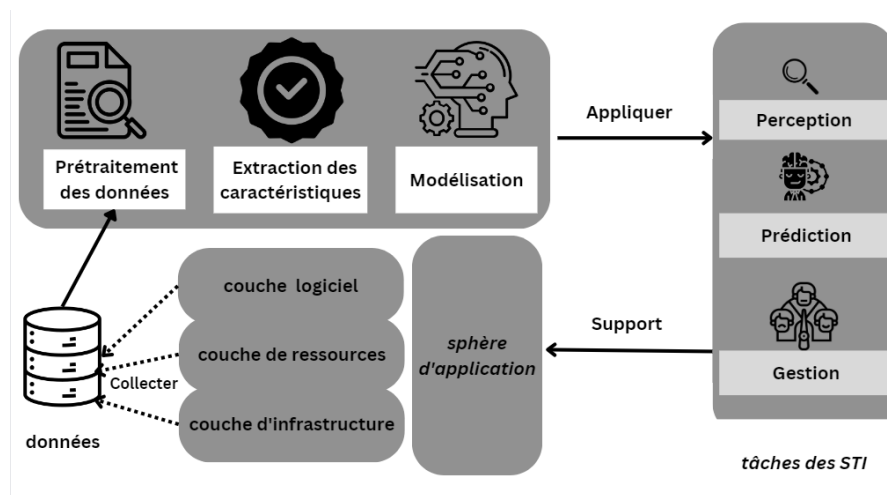 Prétraitement
des données
Extraction des
caractéristiques
Modélisation
Appliquer
Perception
Prédiction
Gestion
tâches des STI
Support
sphère
d'application
couche  logiciel
couche de ressources
couche d'infrastructure
Collecter
données